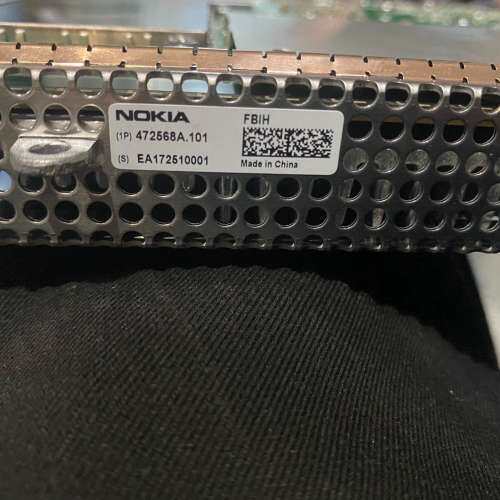 NOKIA FBIH
(1P) 472568A.101
(S) EA172510001 Made in China